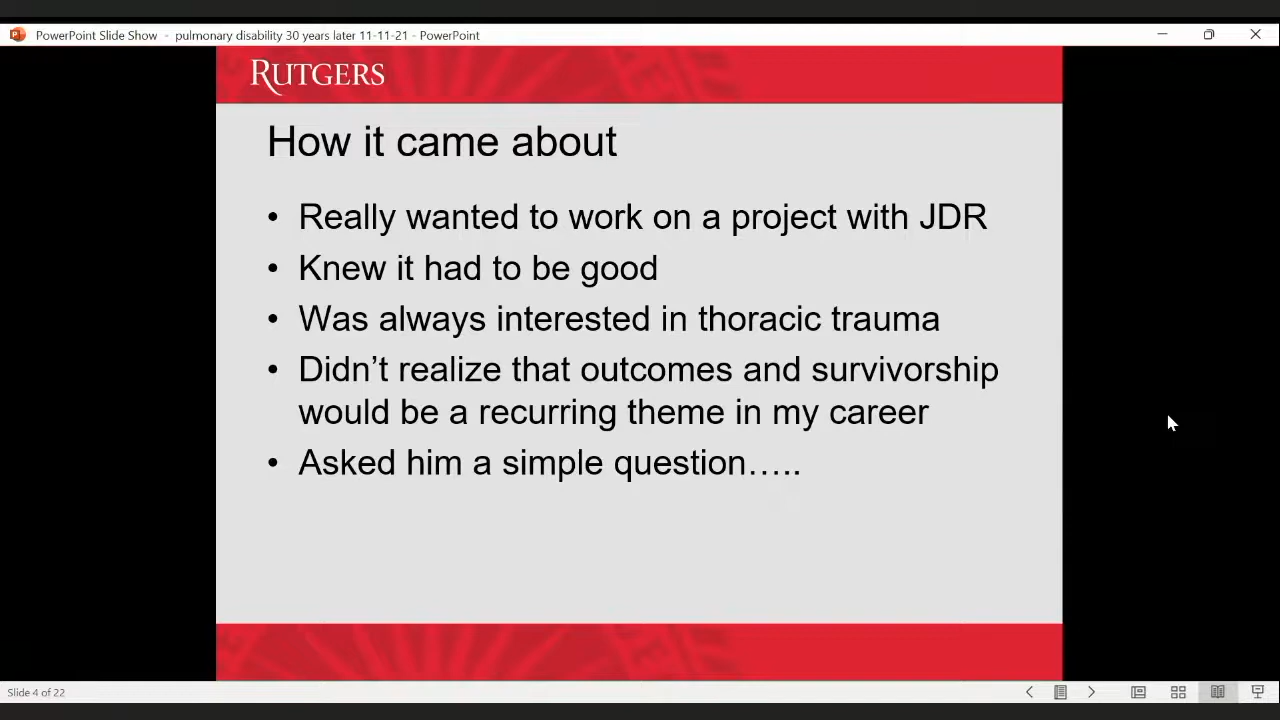 PowerPoint Slide Show - pulmonary disability 30 years later 11-11-21 - PowerPoint
RUTGERS
How it came about
• Really wanted to work on a project with JDR
• Knew it had to be good
• Was always interested in thoracic trauma
• Didn’t realize that outcomes and survivorship
would be a recurring theme in my career
• Asked him a simple question…..
Slide 4 of 22